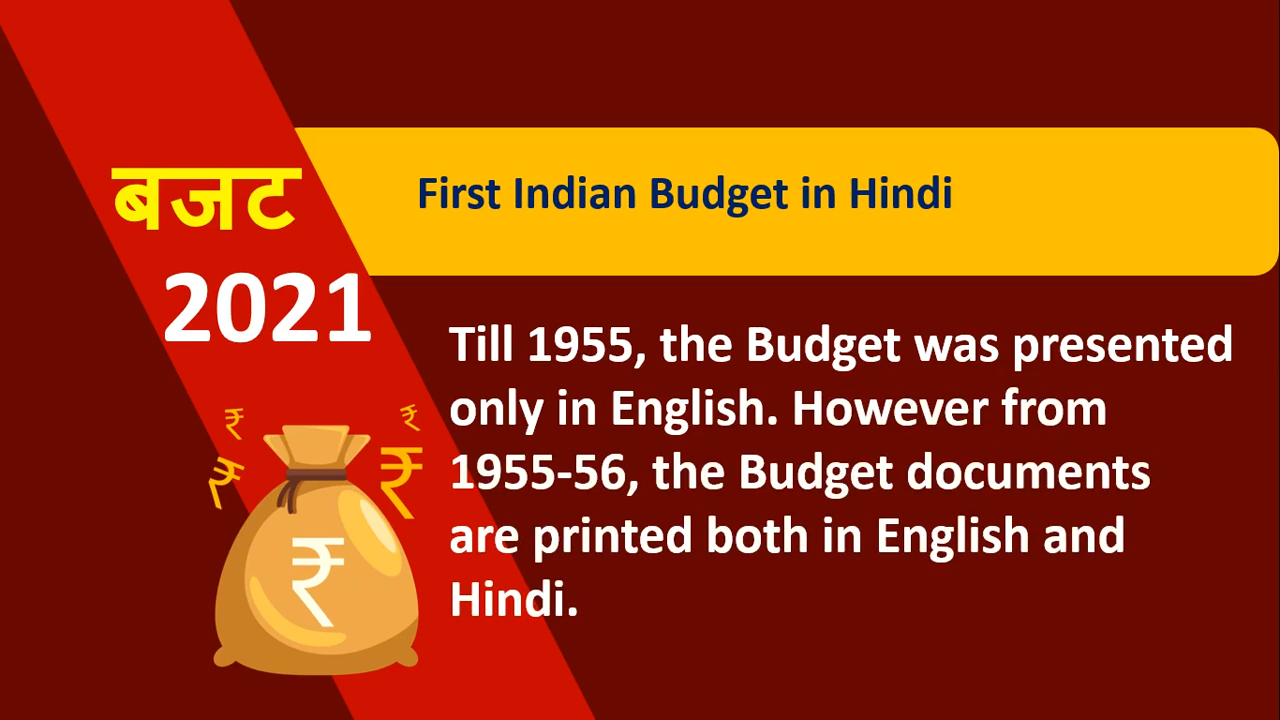 बजट
2021
First Indian Budget in Hindi
Till 1955, the Budget was presented
only in English. However from
1955-56, the Budget documents
are printed both in English and
Hindi.
₹
₹
₹
₹
₹